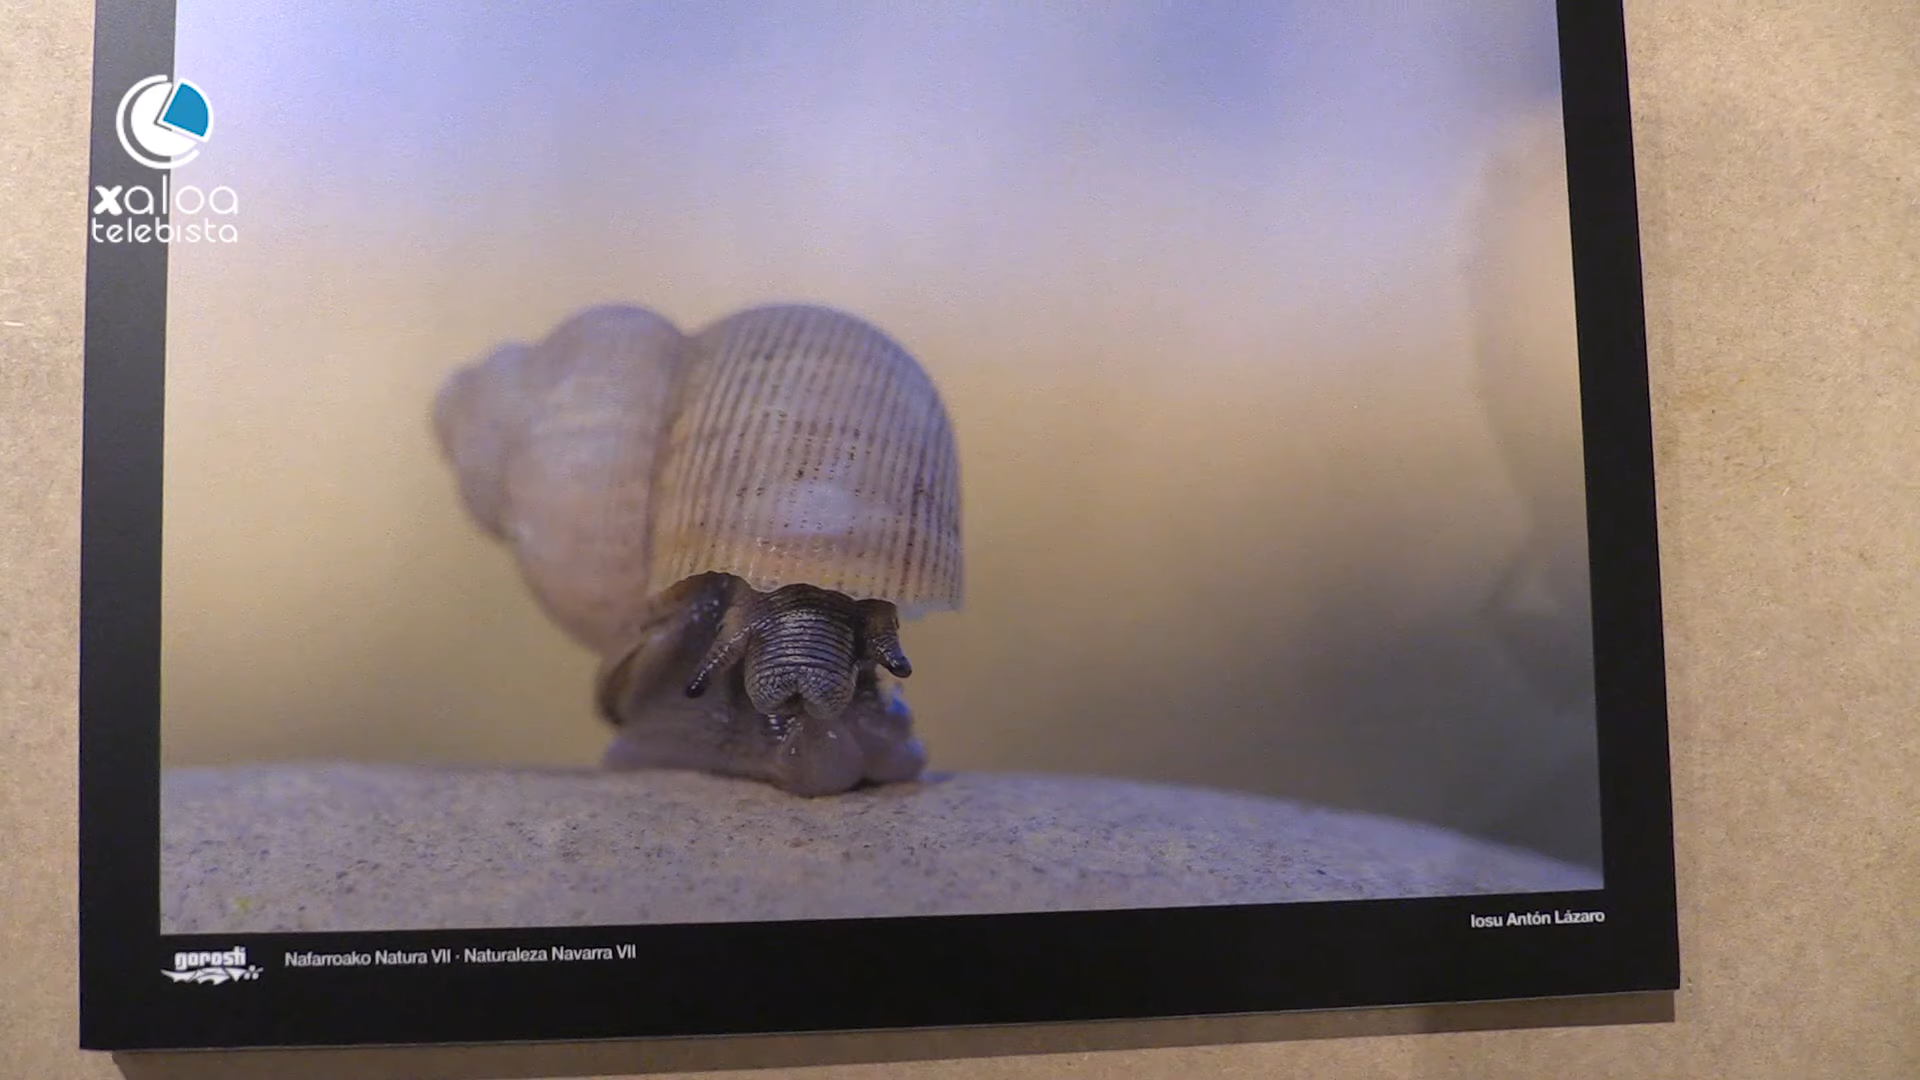 xaloa
telebista
Iosu Antón Lázaro
gorosti
Nafarroako Natura VII · Naturaleza Navarra VII